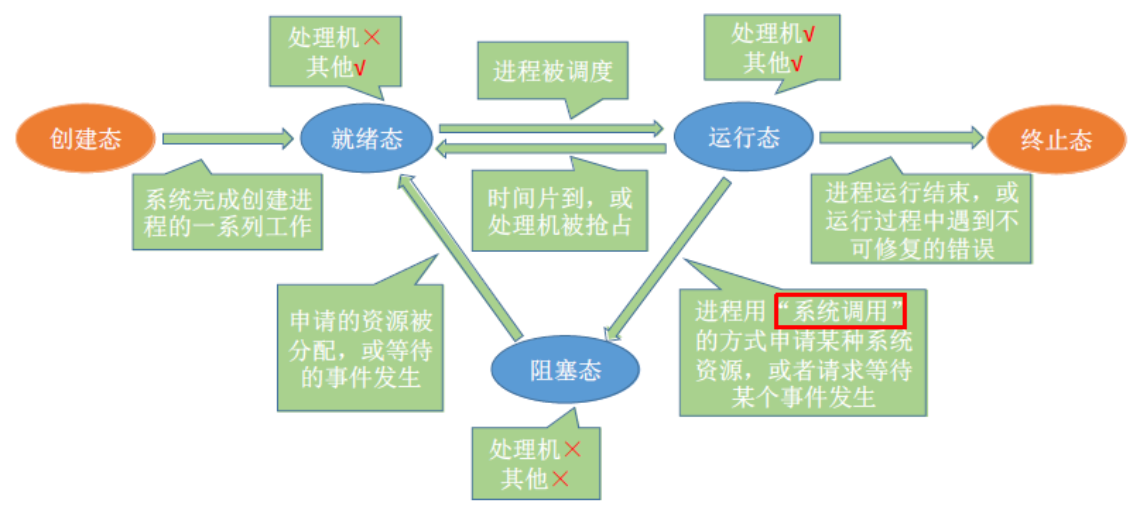 处理机×
其他√
进程被调度
处理机√
其他√
创建态
就绪态
运行态
终止态
系统完成创建进
程的一系列工作
时间片到，或
处理机被抢占
进程运行结束，或
运行过程中遇到不
可修复的错误
申请的资源被
分配，或等待
的事件发生
进程用“系统调用”
的方式申请某种系统
资源，或者请求等待
某个事件发生
阻塞态
处理机×
其他×